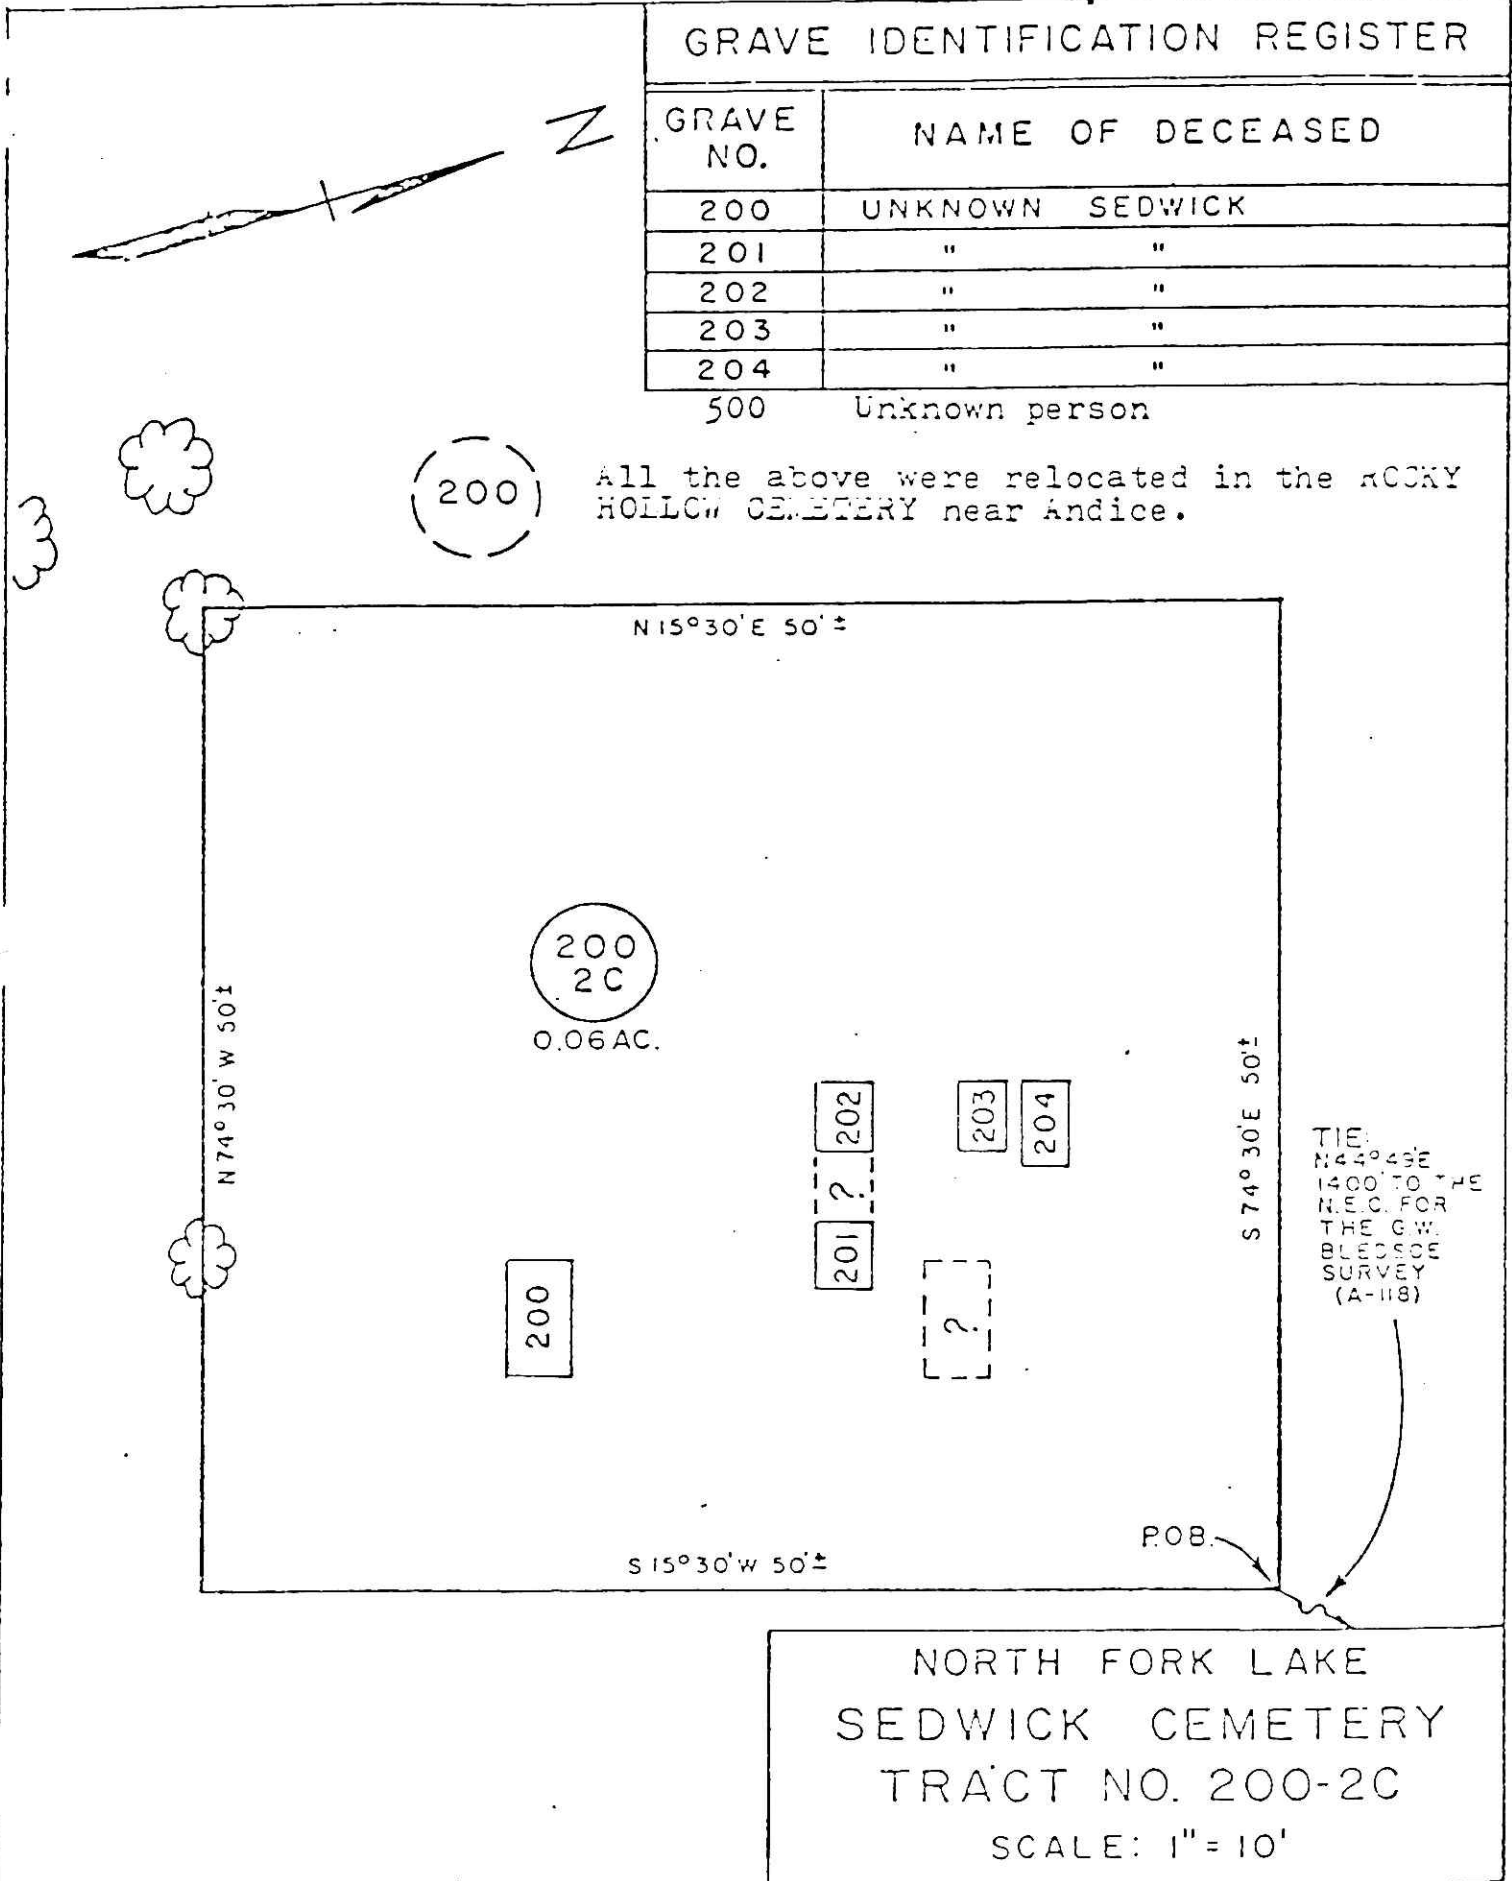 GRAVE IDENTIFICATION REGISTER
GRAVE NO. NAME OF DECEASED
200 UNKNOWN SEDWICK
201 " "
202 " "
203 " "
204 " "
500 Unknown person
All the above were relocated in the ROCKY
HOLLOW CEMETERY near Andice.
N
200
N 15°30'E 50'±
200
2C
0.06 AC.
N 74°30'W 50'±
S 74°30'E 50'±
202
203
204
?
201
200
?
TIE:
N44°49'E
1400' TO THE
N.E.C. FOR
THE G.W.
BLEDSOE
SURVEY
(A-118)
P.O.B.
S 15°30'W 50'±
NORTH FORK LAKE
SEDWICK CEMETERY
TRACT NO. 200-2C
SCALE: 1" = 10'